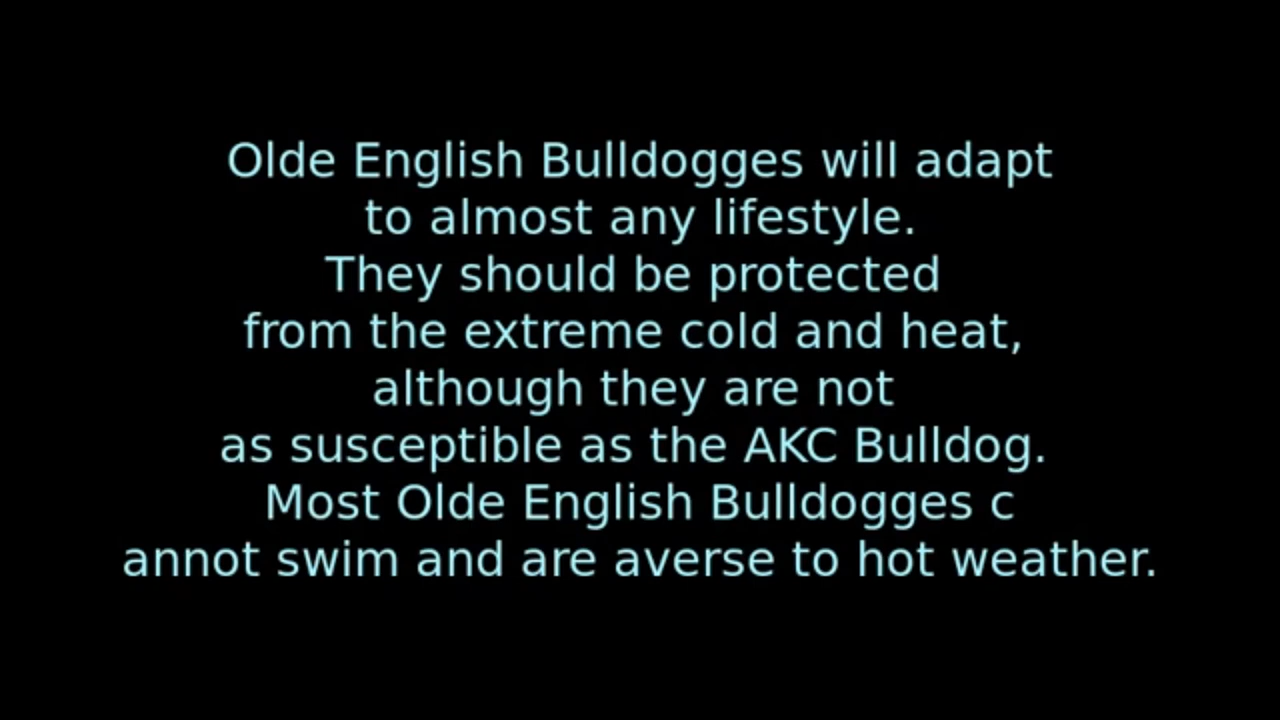 Olde English Bulldogges will adapt
to almost any lifestyle.
They should be protected
from the extreme cold and heat,
although they are not
as susceptible as the AKC Bulldog.
Most Olde English Bulldogges c
annot swim and are averse to hot weather.